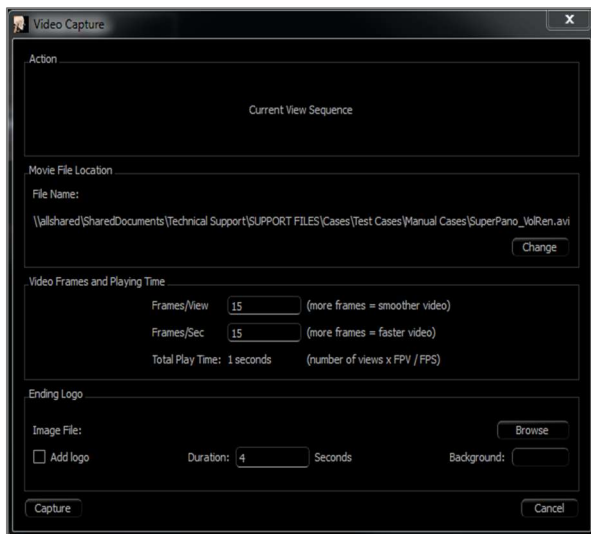 Video Capture
X
Action
Current View Sequence
Movie File Location
File Name:
\\allshared\SharedDocuments\Technical Support\SUPPORT FILES\Cases\Test Cases\Manual Cases\SuperPano_VolRen.avi
Change
Video Frames and Playing Time
Frames/View 15 (more frames = smoother video)
Frames/Sec 15 (more frames = faster video)
Total Play Time: 1 seconds (number of views x FPV / FPS)
Ending Logo
Image File: Browse
Add logo Duration: 4 Seconds Background:
Capture Cancel